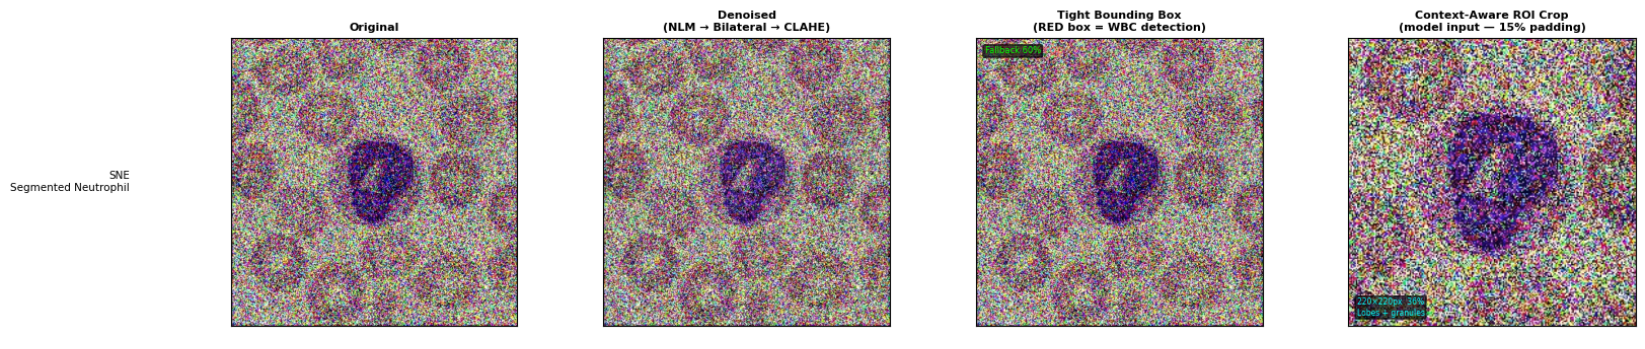 Original
Denoised
(NLM → Bilateral → CLAHE)
Tight Bounding Box
(RED box = WBC detection)
Context-Aware ROI Crop
(model input — 15% padding)
SNE
Segmented Neutrophil
Fallback 60%
220×220px 36%
Lobes + granules